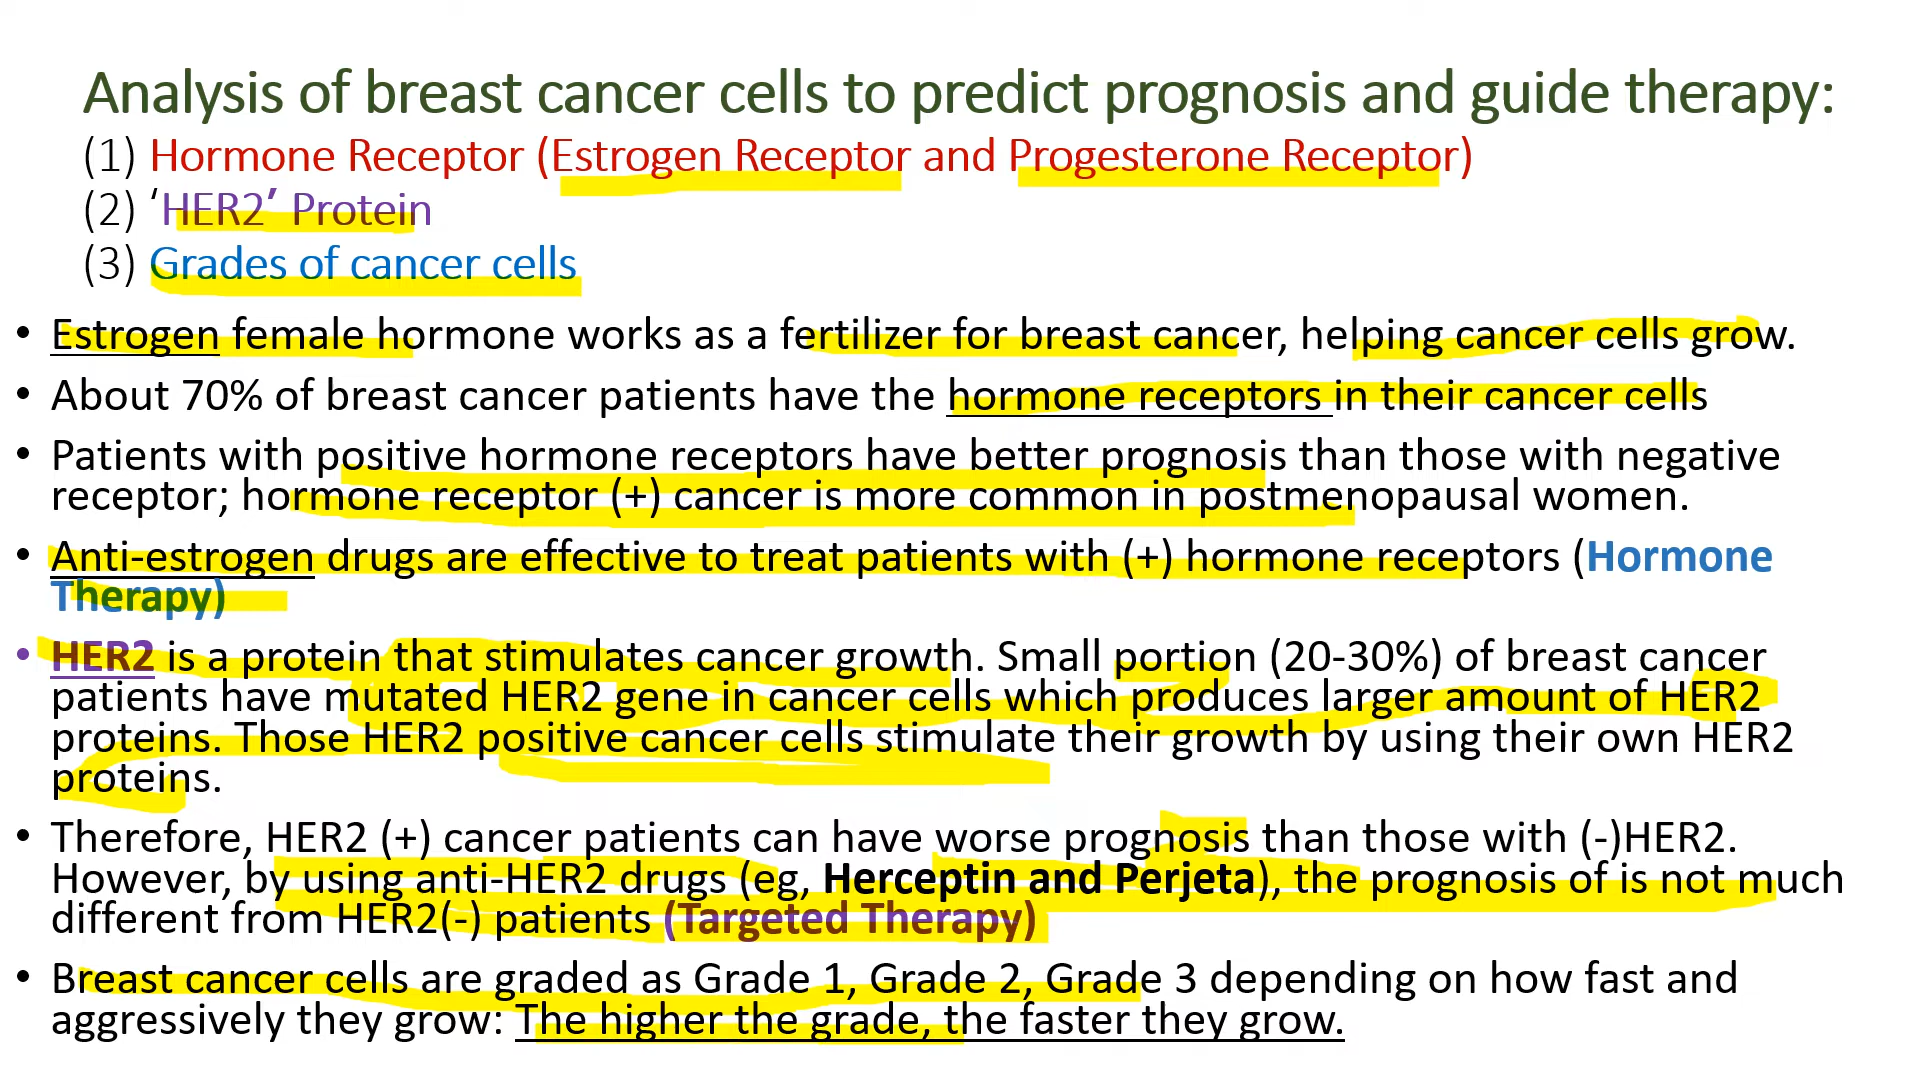 Analysis of breast cancer cells to predict prognosis and guide therapy:
(1) Hormone Receptor (Estrogen Receptor and Progesterone Receptor)
(2) ‘HER2’ Protein
(3) Grades of cancer cells
• Estrogen female hormone works as a fertilizer for breast cancer, helping cancer cells grow.
• About 70% of breast cancer patients have the hormone receptors in their cancer cells
• Patients with positive hormone receptors have better prognosis than those with negative
receptor; hormone receptor (+) cancer is more common in postmenopausal women.
• Anti-estrogen drugs are effective to treat patients with (+) hormone receptors (Hormone
Therapy)
• HER2 is a protein that stimulates cancer growth. Small portion (20-30%) of breast cancer
patients have mutated HER2 gene in cancer cells which produces larger amount of HER2
proteins. Those HER2 positive cancer cells stimulate their growth by using their own HER2
proteins.
• Therefore, HER2 (+) cancer patients can have worse prognosis than those with (-)HER2.
However, by using anti-HER2 drugs (eg, Herceptin and Perjeta), the prognosis of is not much
different from HER2(-) patients (Targeted Therapy)
• Breast cancer cells are graded as Grade 1, Grade 2, Grade 3 depending on how fast and
aggressively they grow: The higher the grade, the faster they grow.